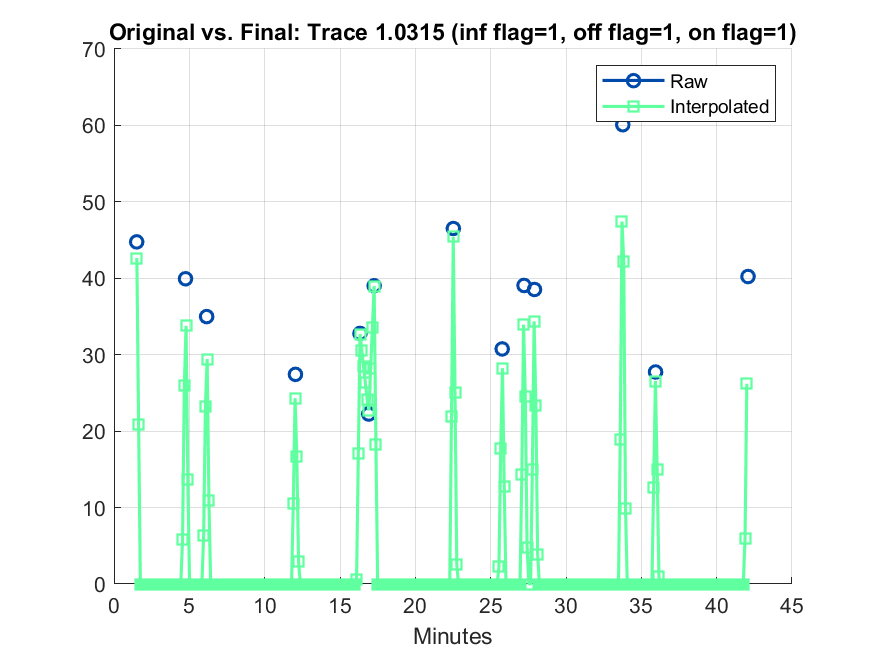 Original vs. Final: Trace 1.0315 (inf flag=1, off flag=1, on flag=1)
70
60
50
40
30
20
10
0
Raw
Interpolated
0 5 10 15 20 25 30 35 40 45
Minutes